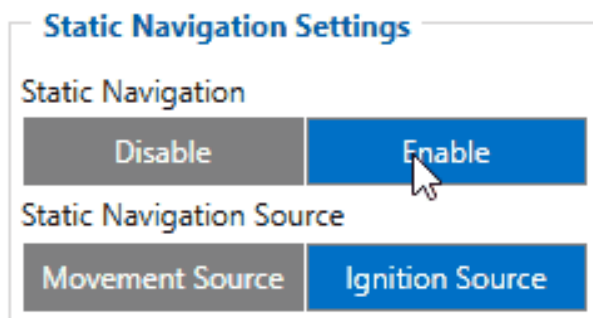 Static Navigation Settings
Static Navigation
Disable Enable
Static Navigation Source
Movement Source Ignition Source